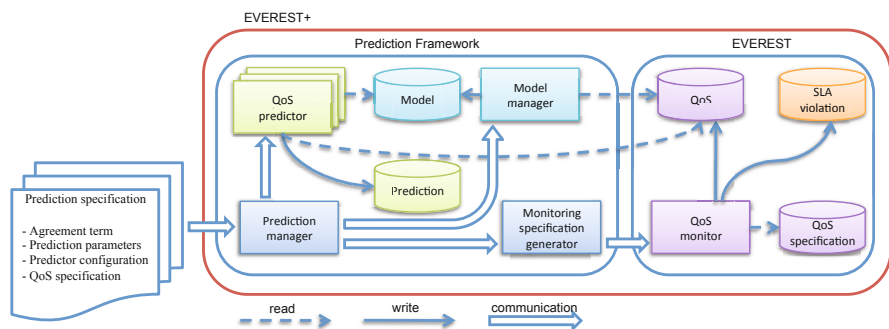 EVEREST+
Prediction Framework
EVEREST
QoS
predictor
Model
Model
manager
QoS
SLA
violation
Prediction
Prediction specification
- Agreement term
- Prediction parameters
- Predictor configuration
- QoS specification
Prediction
manager
Monitoring
specification
generator
QoS
monitor
QoS
specification
read
write
communication